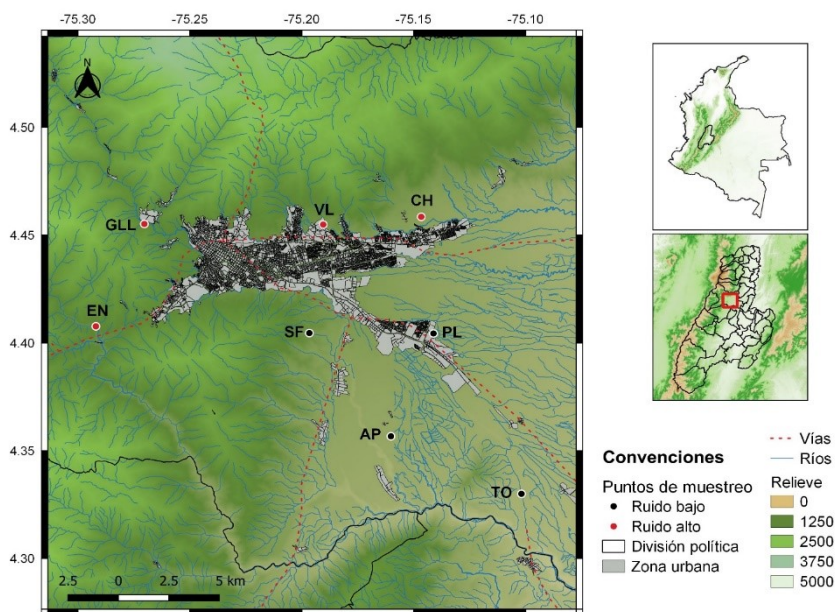 -75.30
-75.25
-75.19
-75.14
-75.10
4.50
4.45
4.40
4.35
4.30
N
GLL
VL
CH
EN
SF
PL
AP
TO
2.5 0 2.5 5 km
Convenciones
Puntos de muestreo
Ruido bajo
Ruido alto
División política
Zona urbana
Vías
Ríos
Relieve
0
1250
2500
3750
5000